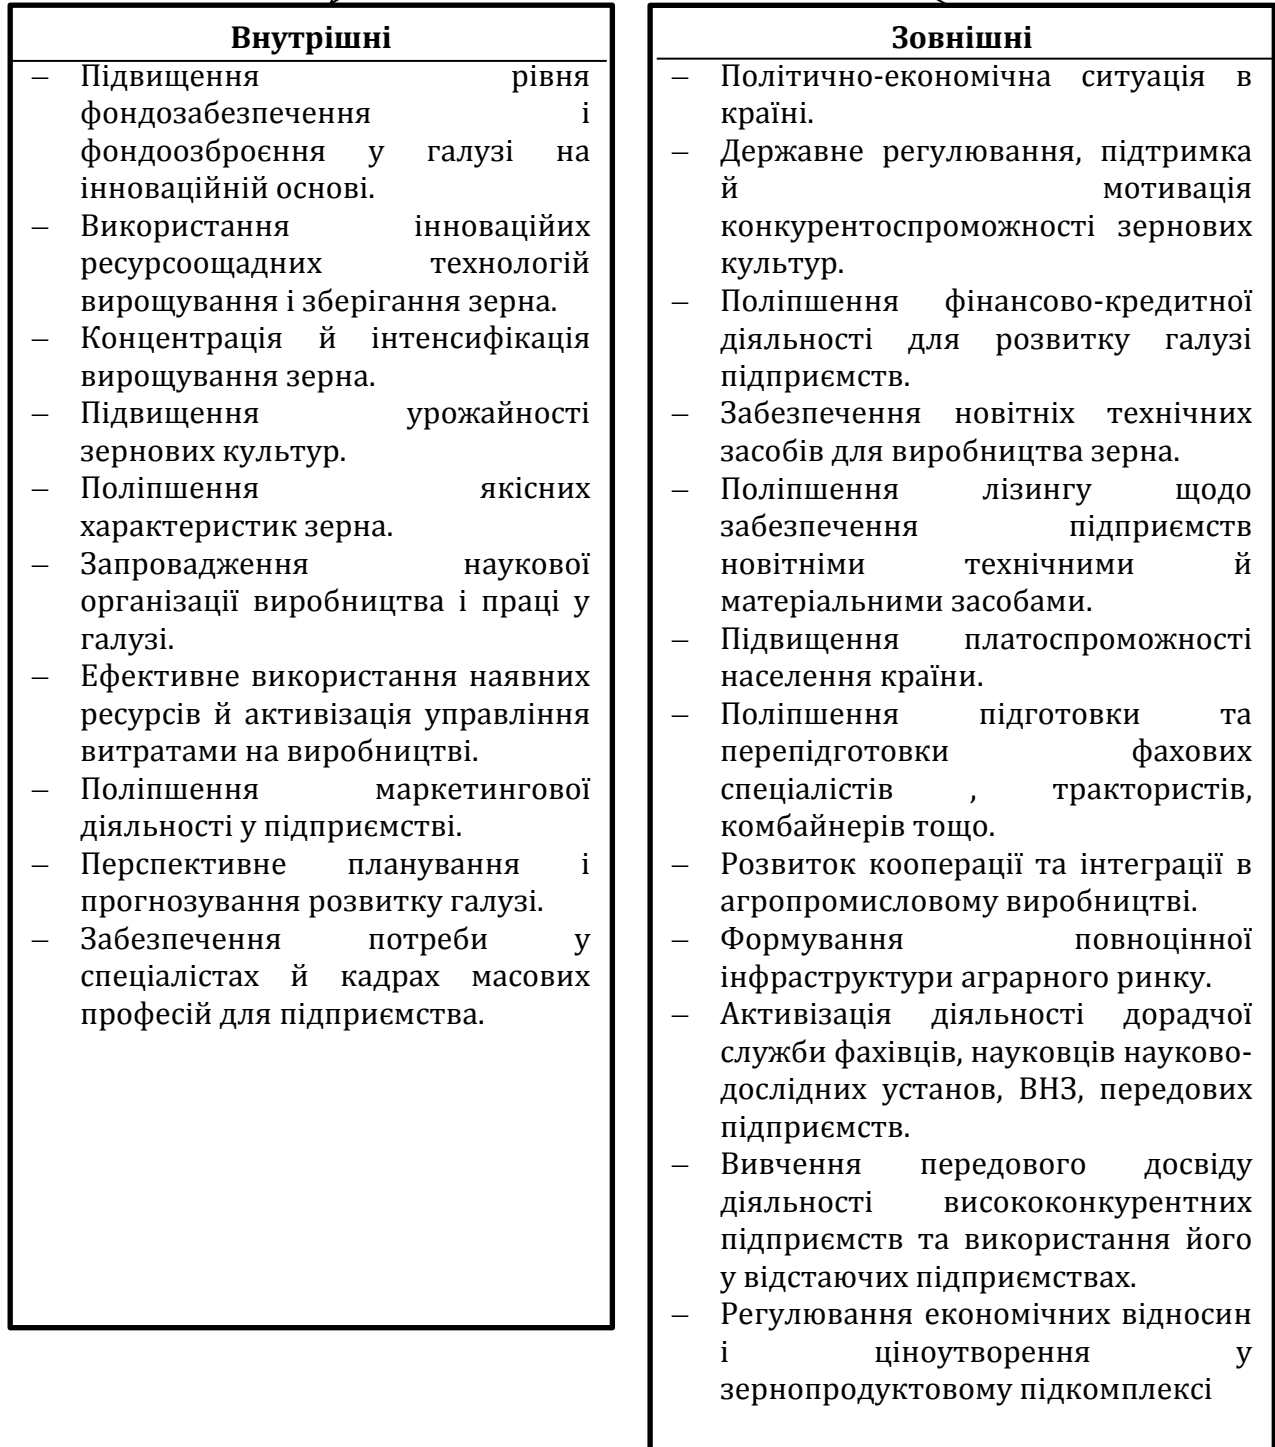 Внутрішні
– Підвищення рівня
фондозабезпечення і
фондоозброєння у галузі на
інноваційній основі.
– Використання інноваційих
ресурсоощадних технологій
вирощування і зберігання зерна.
– Концентрація й інтенсифікація
вирощування зерна.
– Підвищення урожайності
зернових культур.
– Поліпшення якісних
характеристик зерна.
– Запровадження наукової
організації виробництва і праці у
галузі.
– Ефективне використання наявних
ресурсів й активізація управління
витратами на виробництві.
– Поліпшення маркетингової
діяльності у підприємстві.
– Перспективне планування і
прогнозування розвитку галузі.
– Забезпечення потреби у
спеціалістах й кадрах масових
професій для підприємства.
Зовнішні
– Політично-економічна ситуація в
країні.
– Державне регулювання, підтримка
й мотивація
конкурентоспроможності зернових
культур.
– Поліпшення фінансово-кредитної
діяльності для розвитку галузі
підприємств.
– Забезпечення новітніх технічних
засобів для виробництва зерна.
– Поліпшення лізингу щодо
забезпечення підприємств
новітніми технічними й
матеріальними засобами.
– Підвищення платоспроможності
населення країни.
– Поліпшення підготовки та
перепідготовки фахових
спеціалістів , трактористів,
комбайнерів тощо.
– Розвиток кооперації та інтеграції в
агропромисловому виробництві.
– Формування повноцінної
інфраструктури аграрного ринку.
– Активізація діяльності дорадчої
служби фахівців, науковців науково-
дослідних установ, ВНЗ, передових
підприємств.
– Вивчення передового досвіду
діяльності висококонкурентних
підприємств та використання його
у відстаючих підприємствах.
– Регулювання економічних відносин
і ціноутворення у
зернопродуктовому підкомплексі